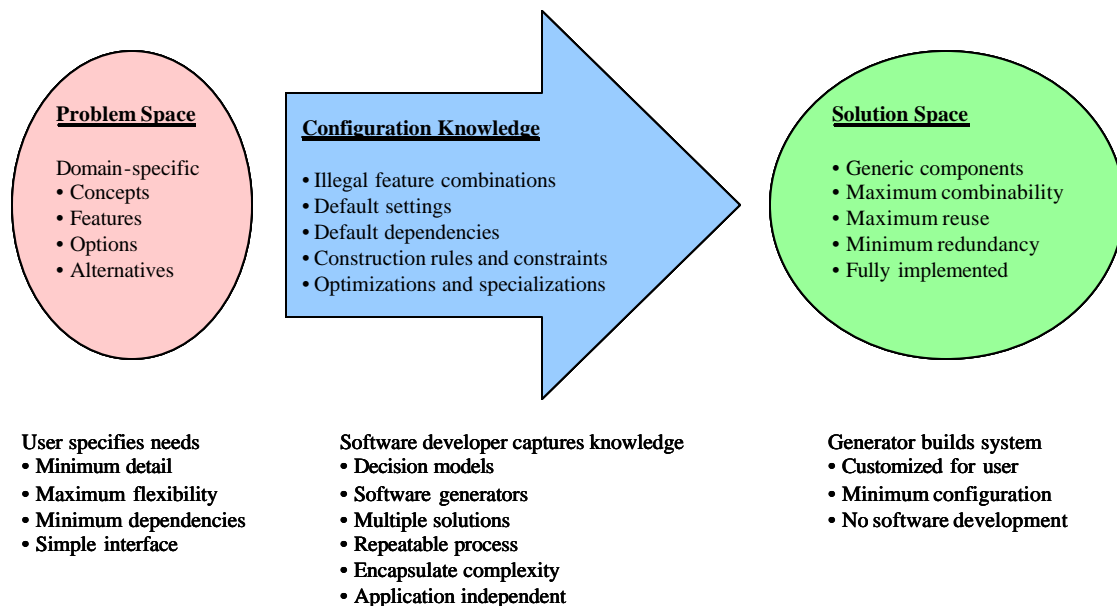 Problem Space
Domain-specific
• Concepts
• Features
• Options
• Alternatives
Configuration Knowledge
• Illegal feature combinations
• Default settings
• Default dependencies
• Construction rules and constraints
• Optimizations and specializations
Solution Space
• Generic components
• Maximum combinability
• Maximum reuse
• Minimum redundancy
• Fully implemented
User specifies needs
• Minimum detail
• Maximum flexibility
• Minimum dependencies
• Simple interface
Software developer captures knowledge
• Decision models
• Software generators
• Multiple solutions
• Repeatable process
• Encapsulate complexity
• Application independent
Generator builds system
• Customized for user
• Minimum configuration
• No software development